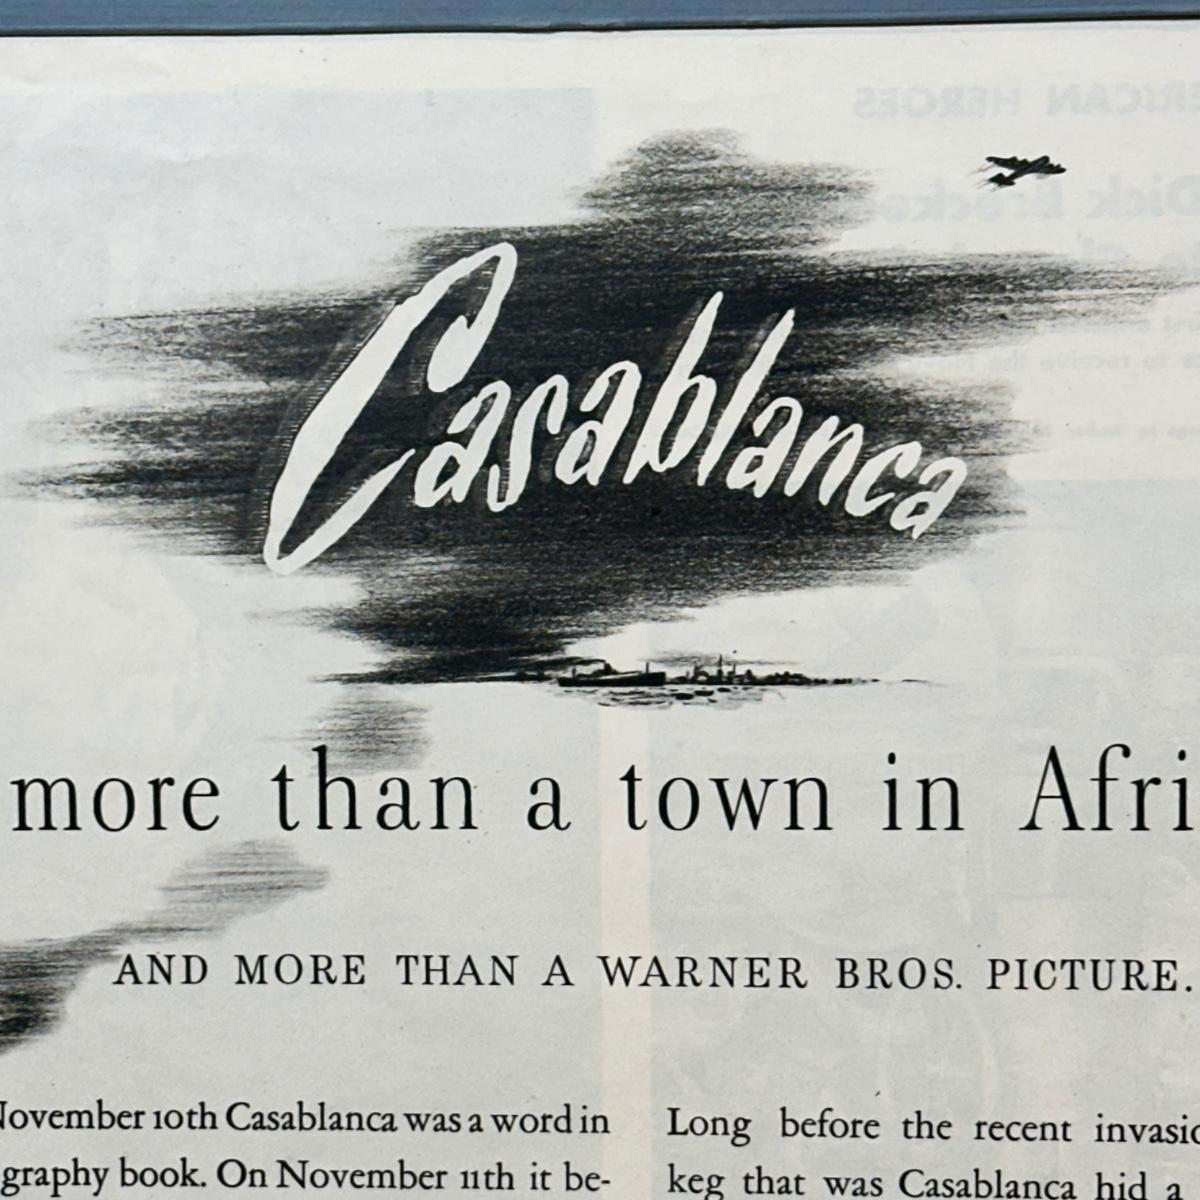 Casablanca
more than a town in Afri
AND MORE THAN A WARNER BROS. PICTURE.
November 10th Casablanca was a word in
graphy book. On November 11th it be-
Long before the recent invasio
keg that was Casablanca hid a